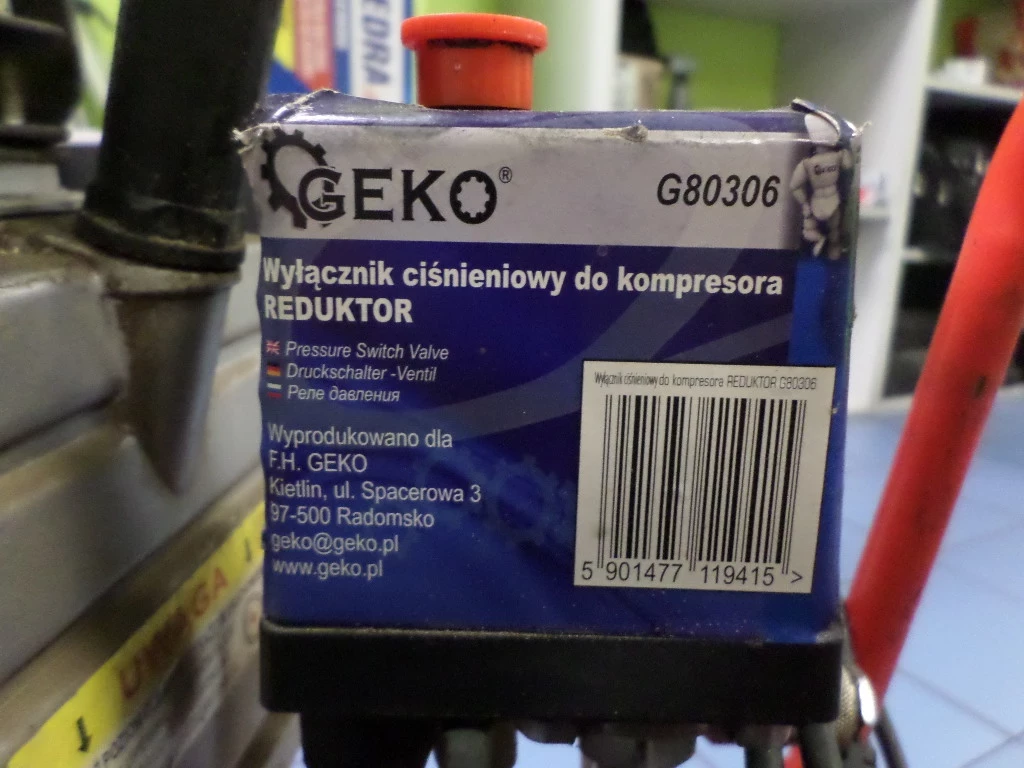 EDRA
GEKO®
G80306
Wyłącznik ciśnieniowy do kompresora
REDUKTOR
Pressure Switch Valve
Druckschalter -Ventil
Реле давления
Wyprodukowano dla
F.H. GEKO
Kietlin, ul. Spacerowa 3
97-500 Radomsko
geko@geko.pl
www.geko.pl
Wyłącznik ciśnieniowy do kompresora REDUKTOR G80306
5 901477 119415 >
UWAGA